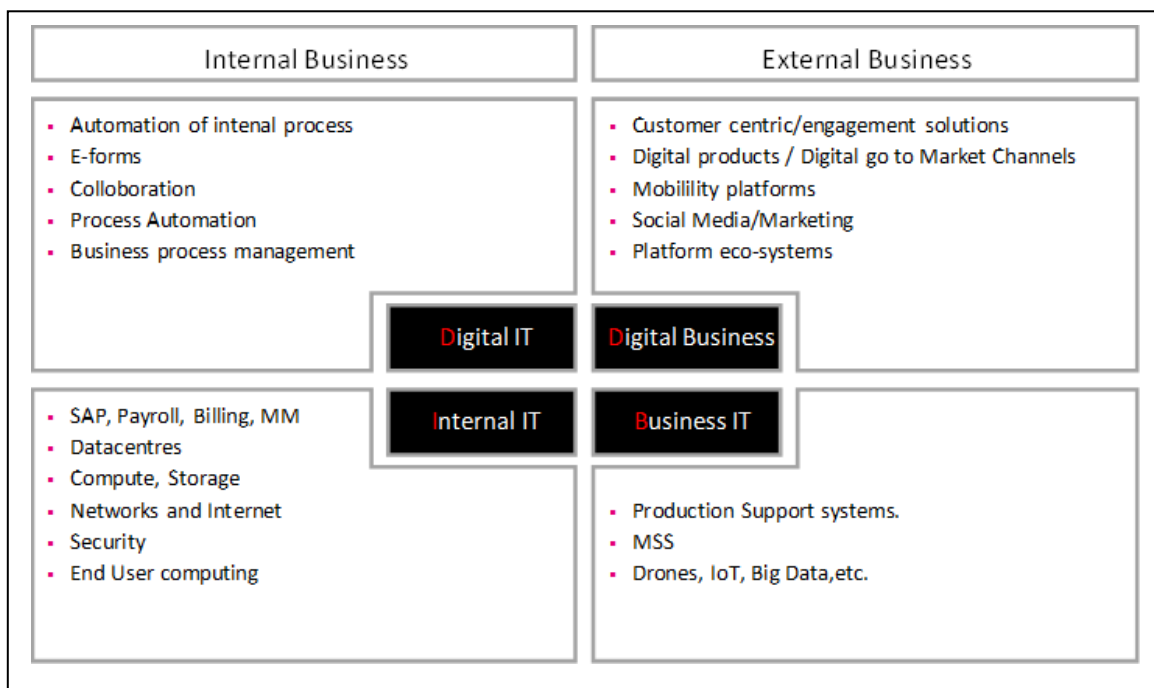 Internal Business
External Business
Automation of intenal process
E-forms
Colloboration
Process Automation
Business process management
Customer centric/engagement solutions
Digital products / Digital go to Market Channels
Mobilility platforms
Social Media/Marketing
Platform eco-systems
Digital IT
Digital Business
Internal IT
Business IT
SAP, Payroll, Billing, MM
Datacentres
Compute, Storage
Networks and Internet
Security
End User computing
Production Support systems.
MSS
Drones, IoT, Big Data,etc.